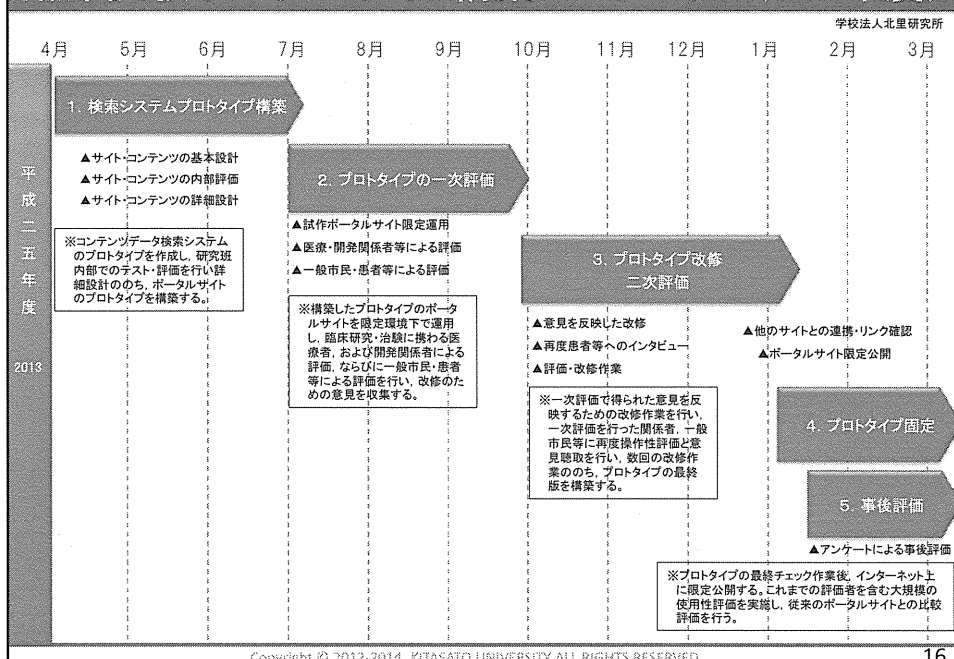 学校法人北里研究所
4月 5月 6月 7月 8月 9月 10月 11月 12月 1月 2月 3月
平成二五年度
2013
1. 検索システムプロトタイプ構築
▲サイト・コンテンツの基本設計
▲サイト・コンテンツの内部評価
▲サイト・コンテンツの詳細設計
※コンテンツデータ検索システム
のプロトタイプを作成し, 研究班
内部でのテスト・評価を行い詳
細設計ののち, ポータルサイト
のプロトタイプを構築する。
2. プロトタイプの一次評価
▲試作ポータルサイト限定運用
▲医療・開発関係者等による評価
▲一般市民・患者等による評価
※構築したプロトタイプのポータ
ルサイトを限定環境下で運用
し, 臨床研究・治験に携わる医
療者, および開発関係者による
評価, ならびに一般市民・患者
等による評価を行い, 改修のた
めの意見を収集する。
3. プロトタイプ改修
二次評価
▲意見を反映した改修
▲再度患者等へのインタビュー
▲評価・改修作業
※一次評価で得られた意見を反
映するための改修作業を行い,
一次評価を行った関係者, 一般
市民等に再度操作性評価と意
見聴取を行い, 数回の改修作
業ののち, プロトタイプの最終
版を構築する。
▲他のサイトとの連携・リンク確認
▲ポータルサイト限定公開
4. プロトタイプ固定
5. 事後評価
▲アンケートによる事後評価
※プロトタイプの最終チェック作業後, インターネット上
に限定公開する。これまでの評価者を含む大規模の
使用性評価を実施し, 従来のポータルサイトとの比較
評価を行う。
Copyright © 2012-2014 KITASATO UNIVERSITY ALL RIGHTS RESERVED
16